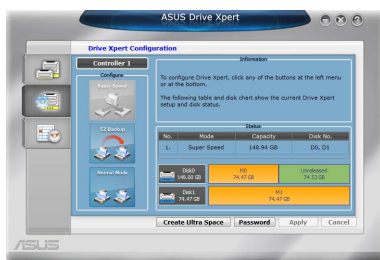 ASUS Drive Xpert
Drive Xpert Configuration
Controller 1
Configure
Super Speed
EZ Backup
Normal Mode
Information
To configure Drive Xpert, click any of the buttons at the left menu
or at the bottom.
The following table and disk chart show the current Drive Xpert
setup and disk status.
Status
No. Mode Capacity Disk No.
1. Super Speed 148.94 GB D0, D1
Disk0
149.00 GB
M0
74.47 GB
Unreleased
74.53 GB
Disk1
74.47 GB
M1
74.47 GB
Create Ultra Space Password Apply Cancel
ASUS